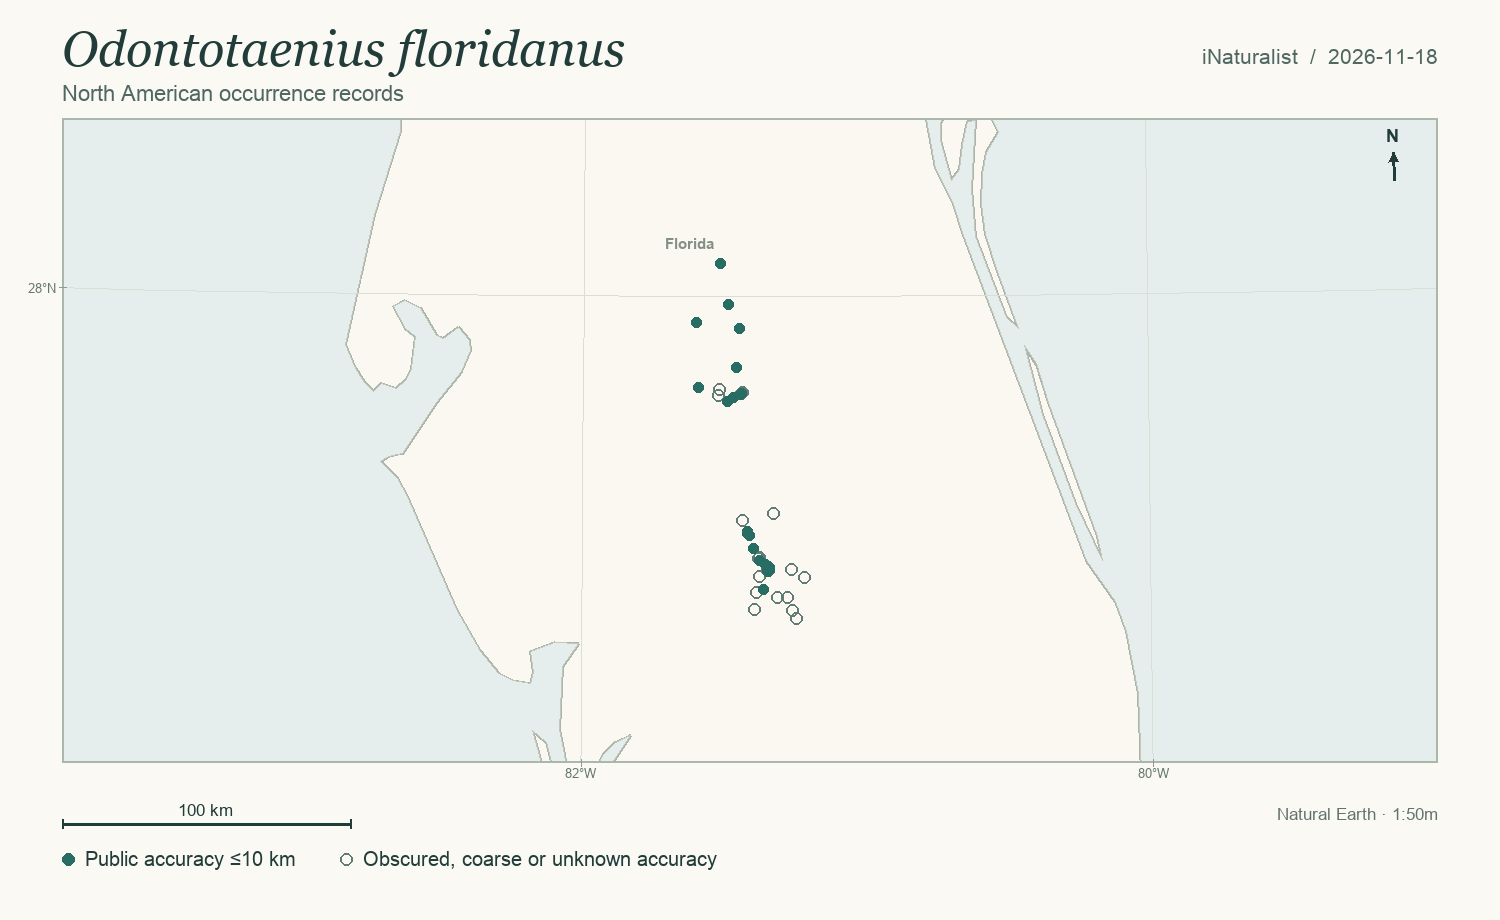 Odontotaenius floridanus
iNaturalist / 2026-11-18
North American occurrence records
N
Florida
28°N
82°W
80°W
100 km
Natural Earth · 1:50m
Public accuracy ≤10 km
Obscured, coarse or unknown accuracy